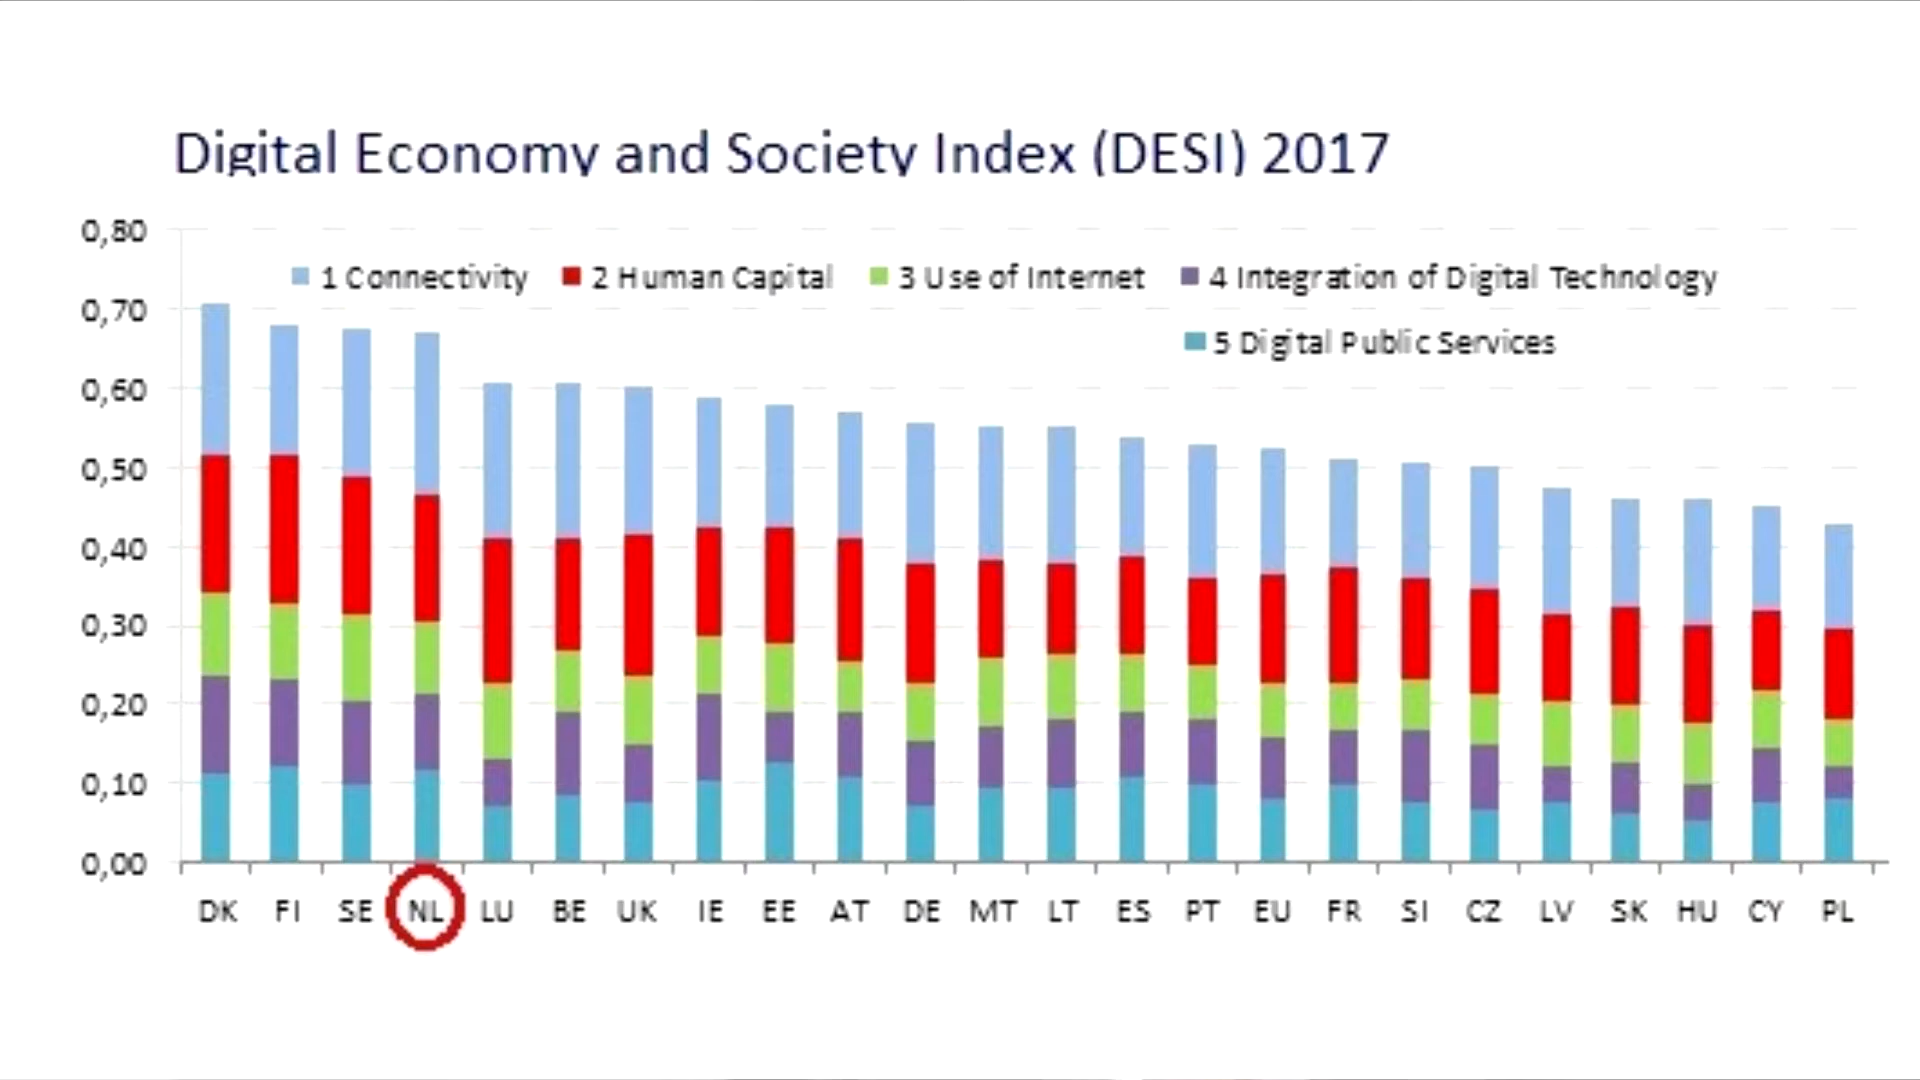 Digital Economy and Society Index (DESI) 2017
0,80
1 Connectivity 2 Human Capital 3 Use of Internet 4 Integration of Digital Technology
0,70
5 Digital Public Services
0,60
0,50
0,40
0,30
0,20
0,10
0,00
DK FI SE NL LU BE UK IE EE AT DE MT LT ES PT EU FR SI CZ LV SK HU CY PL